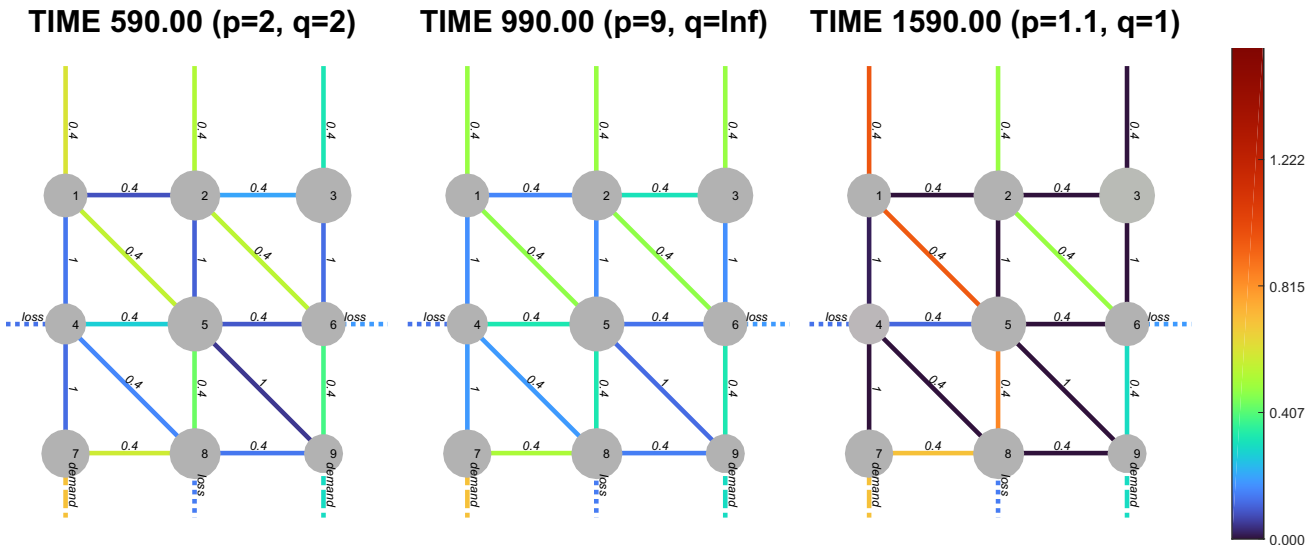 TIME 590.00 (p=2, q=2) TIME 990.00 (p=9, q=Inf) TIME 1590.00 (p=1.1, q=1)
0.4 0.4 0.4 0.4 0.4 0.4 0.4 0.4 0.4
1.222
1 0.4 2 0.4 3 1 0.4 2 0.4 3 1 0.4 2 0.4 3
1 0.4 1 0.4 1 1 0.4 1 0.4 1 1 0.4 1 0.4 1
0.815
loss 4 0.4 5 0.4 6 loss loss 4 0.4 5 0.4 6 loss loss 4 0.4 5 0.4 6 loss
1 0.4 0.4 1 0.4 1 0.4 0.4 1 0.4 1 0.4 0.4 1 0.4
0.407
7 0.4 8 0.4 9 7 0.4 8 0.4 9 7 0.4 8 0.4 9
demand loss demand demand loss demand demand loss demand
0.000